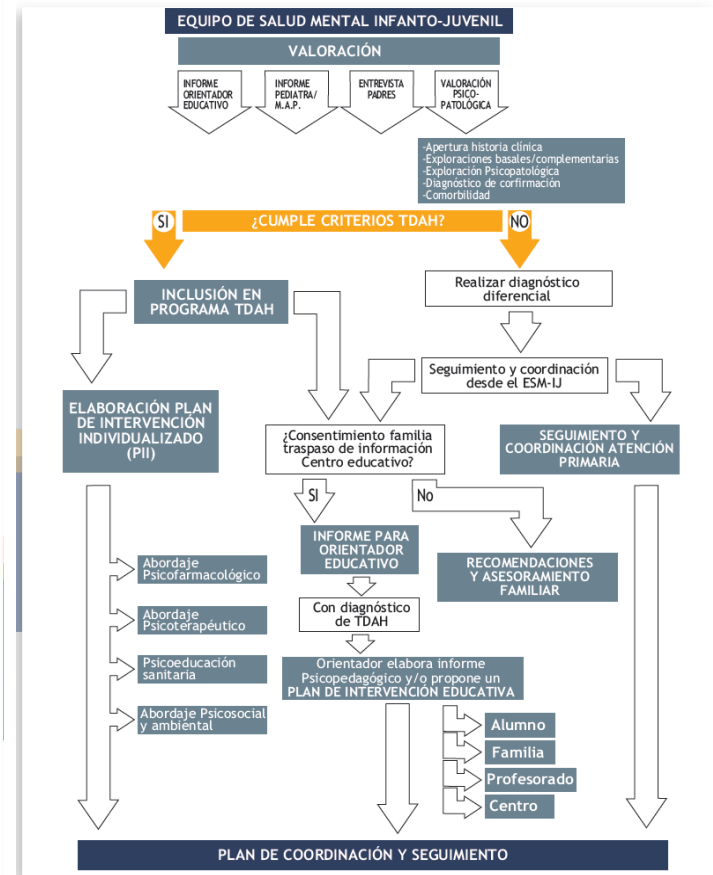 EQUIPO DE SALUD MENTAL INFANTO-JUVENIL
VALORACIÓN
INFORME
ORIENTADOR
EDUCATIVO
INFORME
PEDIATRA/
M.A.P.
ENTREVISTA
PADRES
VALORACIÓN
PSICO-
PATOLÓGICA
-Apertura historia clínica
-Exploraciones basales/complementarias
-Exploración Psicopatológica
-Diagnóstico de corfirmación
-Comorbilidad
SI
¿CUMPLE CRITERIOS TDAH?
NO
INCLUSIÓN EN
PROGRAMA TDAH
Realizar diagnóstico
diferencial
Seguimiento y coordinación
desde el ESM-IJ
ELABORACIÓN PLAN
DE INTERVENCIÓN
INDIVIDUALIZADO
(PII)
¿Consentimiento familia
traspaso de información
Centro educativo?
SEGUIMIENTO Y
COORDINACIÓN ATENCIÓN
PRIMARIA
SI
No
INFORME PARA
ORIENTADOR
EDUCATIVO
RECOMENDACIONES
Y ASESORAMIENTO
FAMILIAR
Abordaje
Psicofarmacológico
Con diagnóstico
de TDAH
Abordaje
Psicoterapéutico
Psicoeducación
sanitaria
Orientador elabora informe
Psicopedagógico y/o propone un
PLAN DE INTERVENCIÓN EDUCATIVA
Abordaje Psicosocial
y ambiental
Alumno
Familia
Profesorado
Centro
PLAN DE COORDINACIÓN Y SEGUIMIENTO